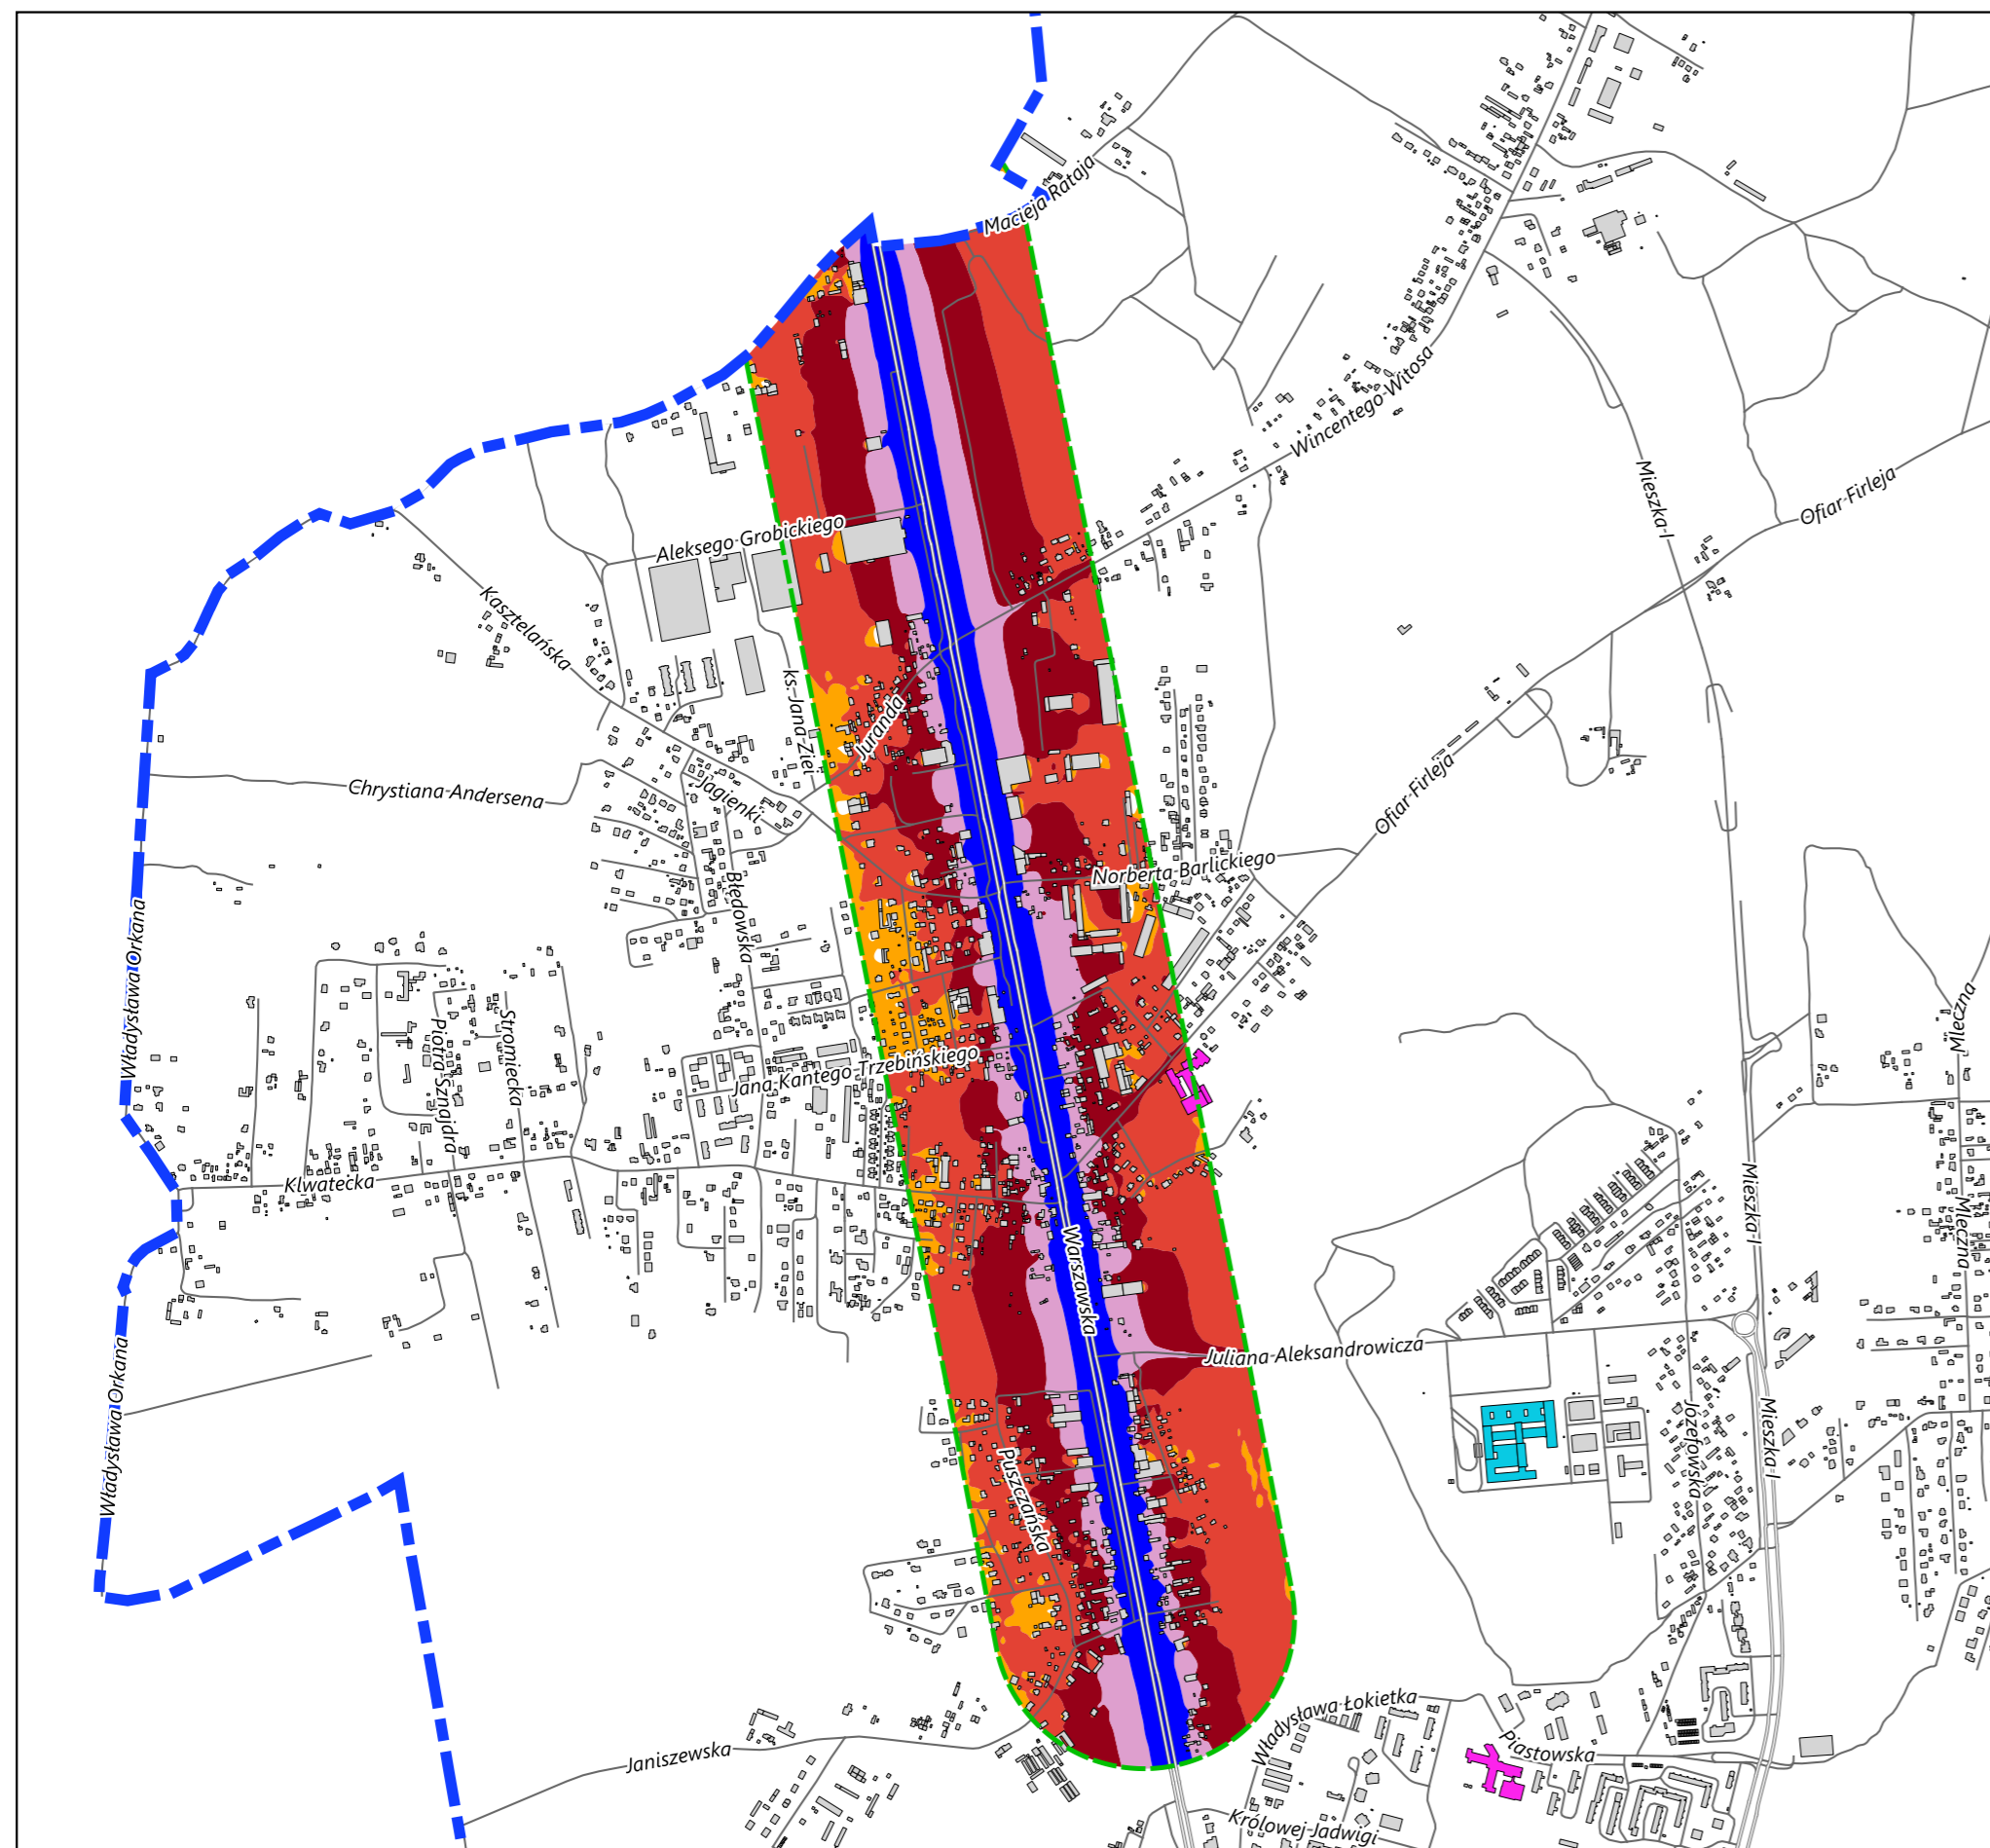 Macieja Rataja
Wincentego Witosa
Mieszka I
Ofiar Firleja
Aleksego Grobickiego
Kasztelańska
ks. Jana Ziei
Juranda
Chrystiana Andersena
Jagienki
Ofiar Firleja
Norberta Barlickiego
Błędowska
Władysława Orkana
Piotra Sznajdra
Stromiecka
Jana Kantego Trzebińskiego
Mleczna
Klwatecka
Mieszka I
Mleczna
Warszawska
Juliana Aleksandrowicza
Władysława Orkana
Józefowska
Mieszka I
Puszczańska
Janiszewska
Władysława Łokietka
Piastowska
Królowej Jadwigi